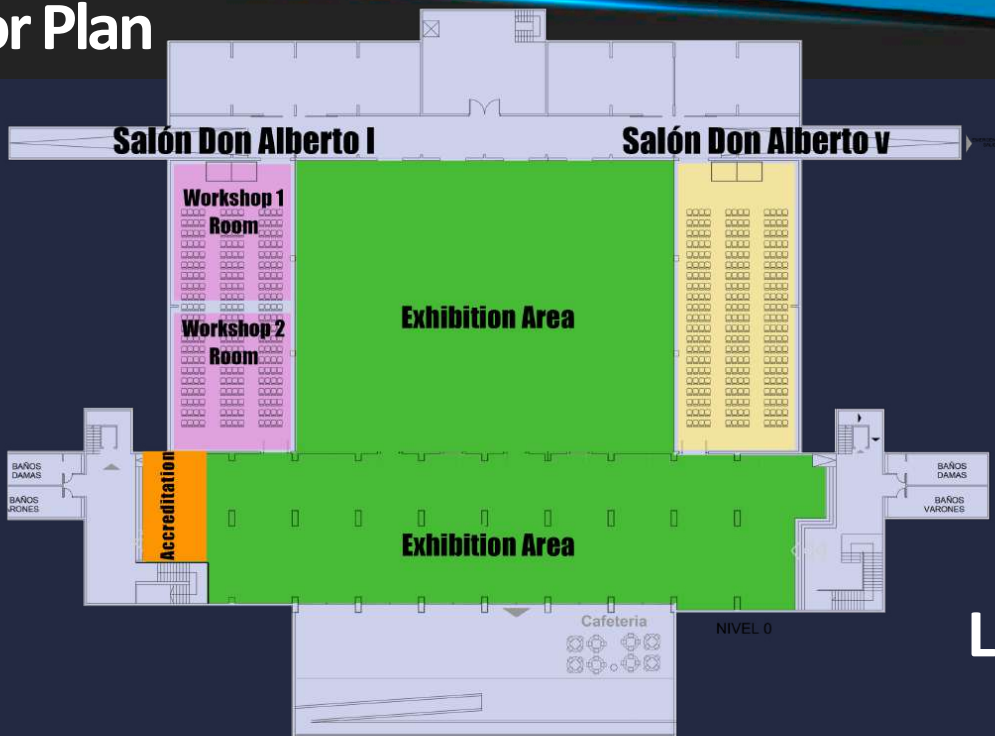 or Plan
Salón Don Alberto I
Salón Don Alberto v
Workshop 1
Room
Exhibition Area
Workshop 2
Room
BAÑOS
DAMAS
BAÑOS
ARONES
Accreditation
Exhibition Area
BAÑOS
DAMAS
BAÑOS
VARONES
Cafeteria
NIVEL 0
L